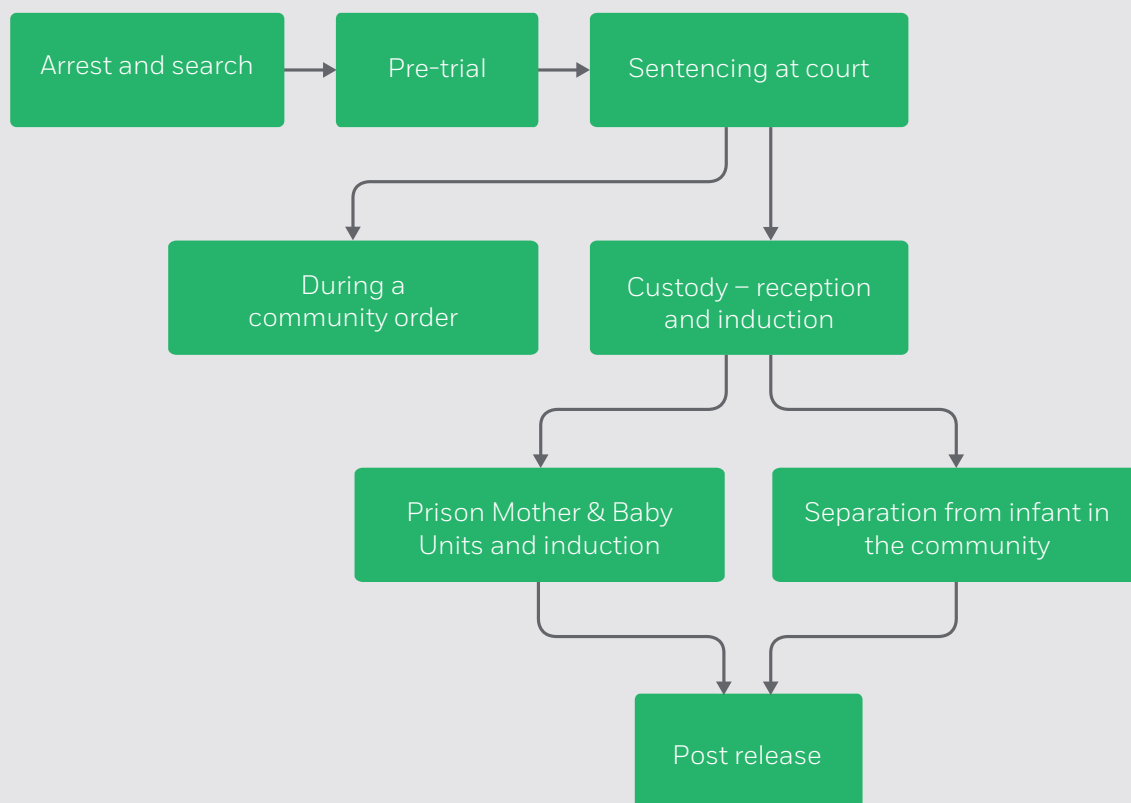 Arrest and search
Pre-trial
Sentencing at court
During a
community order
Custody – reception
and induction
Prison Mother & Baby
Units and induction
Separation from infant in
the community
Post release